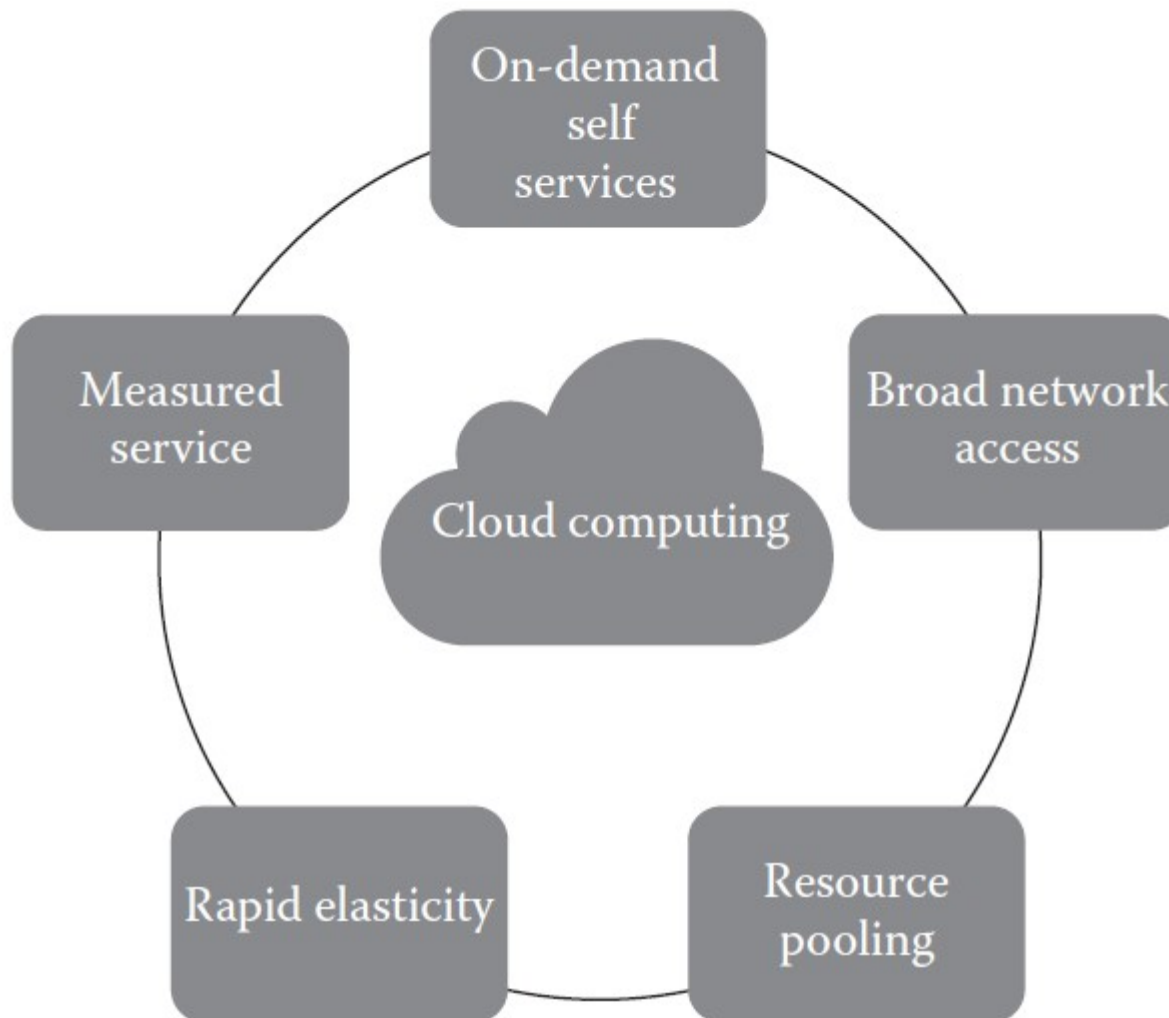 On-demand
self
services
Measured
service
Broad network
access
Cloud computing
Rapid elasticity
Resource
pooling